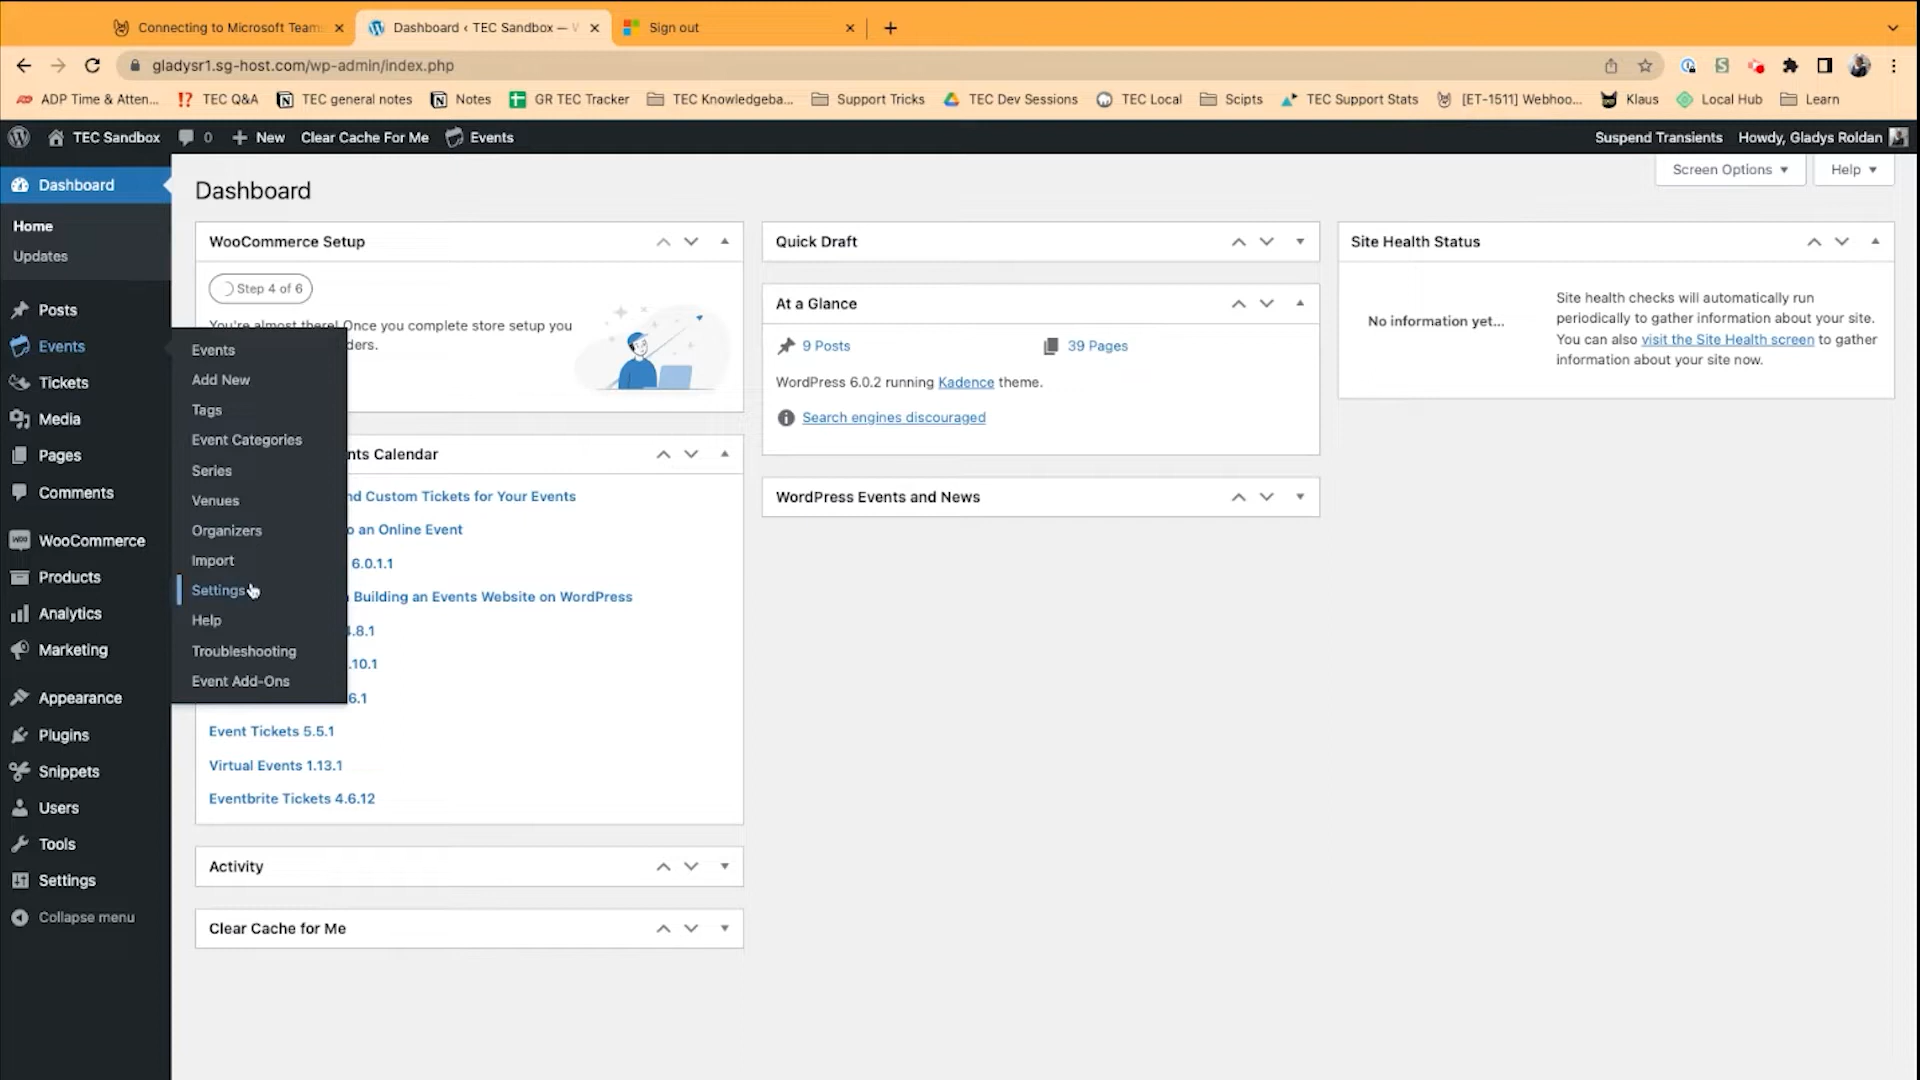 Connecting to Microsoft Team
Dashboard ‹ TEC Sandbox —
Sign out
gladysr1.sg-host.com/wp-admin/index.php
ADP Time & Atten...
TEC Q&A
TEC general notes
Notes
GR TEC Tracker
TEC Knowledgeba...
Support Tricks
TEC Dev Sessions
TEC Local
Scipts
TEC Support Stats
[ET-1511] Webhoo...
Klaus
Local Hub
Learn
TEC Sandbox
0
New
Clear Cache For Me
Events
Suspend Transients
Howdy, Gladys Roldan
Screen Options
Help
Dashboard
Home
Updates
Posts
Events
Tickets
Media
Pages
Comments
WooCommerce
Products
Analytics
Marketing
Appearance
Plugins
Snippets
Users
Tools
Settings
Collapse menu
Events
Add New
Tags
Event Categories
Series
Venues
Organizers
Import
Settings
Help
Troubleshooting
Event Add-Ons
Dashboard
WooCommerce Setup
Step 4 of 6
You're almost there! Once you complete store setup you
ders.
nts Calendar
nd Custom Tickets for Your Events
o an Online Event
6.0.1.1
Building an Events Website on WordPress
.8.1
.10.1
6.1
Event Tickets 5.5.1
Virtual Events 1.13.1
Eventbrite Tickets 4.6.12
Activity
Clear Cache for Me
Quick Draft
At a Glance
9 Posts
39 Pages
WordPress 6.0.2 running Kadence theme.
Search engines discouraged
WordPress Events and News
Site Health Status
No information yet...
Site health checks will automatically run
periodically to gather information about your site.
You can also visit the Site Health screen to gather
information about your site now.